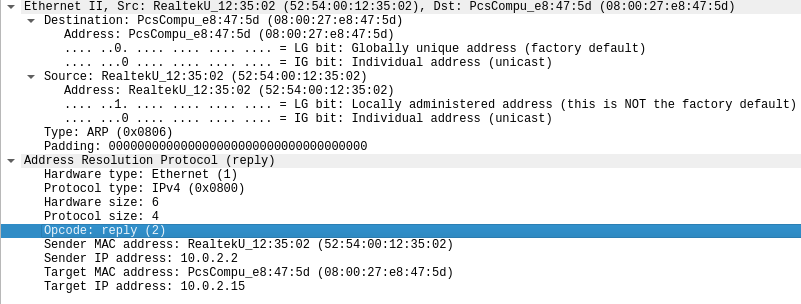 Ethernet II, Src: RealtekU_12:35:02 (52:54:00:12:35:02), Dst: PcsCompu_e8:47:5d (08:00:27:e8:47:5d)
Destination: PcsCompu_e8:47:5d (08:00:27:e8:47:5d)
Address: PcsCompu_e8:47:5d (08:00:27:e8:47:5d)
.... ..0. .... .... .... .... = LG bit: Globally unique address (factory default)
.... ...0 .... .... .... .... = IG bit: Individual address (unicast)
Source: RealtekU_12:35:02 (52:54:00:12:35:02)
Address: RealtekU_12:35:02 (52:54:00:12:35:02)
.... ..1. .... .... .... .... = LG bit: Locally administered address (this is NOT the factory default)
.... ...0 .... .... .... .... = IG bit: Individual address (unicast)
Type: ARP (0x0806)
Padding: 000000000000000000000000000000000000
Address Resolution Protocol (reply)
Hardware type: Ethernet (1)
Protocol type: IPv4 (0x0800)
Hardware size: 6
Protocol size: 4
Opcode: reply (2)
Sender MAC address: RealtekU_12:35:02 (52:54:00:12:35:02)
Sender IP address: 10.0.2.2
Target MAC address: PcsCompu_e8:47:5d (08:00:27:e8:47:5d)
Target IP address: 10.0.2.15